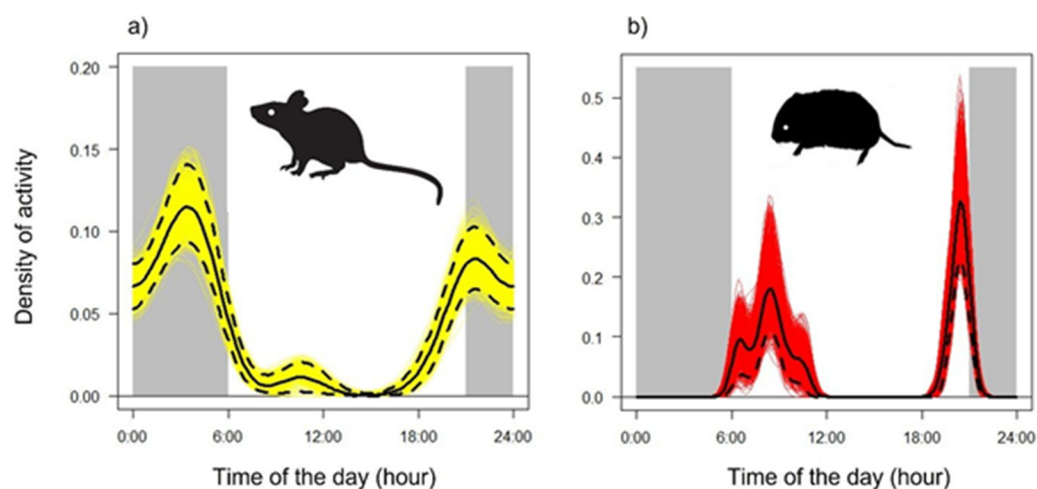 a)
b)
Density of activity
0.20
0.15
0.10
0.05
0.00
0:00 6:00 12:00 18:00 24:00
Time of the day (hour)
0.5
0.4
0.3
0.2
0.1
0.0
0:00 6:00 12:00 18:00 24:00
Time of the day (hour)